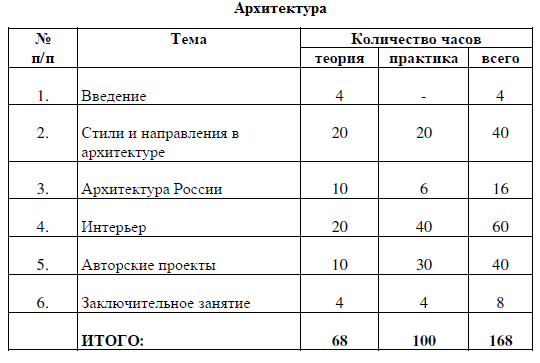 Архитектура
№ Тема Количество часов
п/п теория практика всего
1. Введение 4 - 4
2. Стили и направления в 20 20 40
архитектуре
3. Архитектура России 10 6 16
4. Интерьер 20 40 60
5. Авторские проекты 10 30 40
6. Заключительное занятие 4 4 8
ИТОГО: 68 100 168